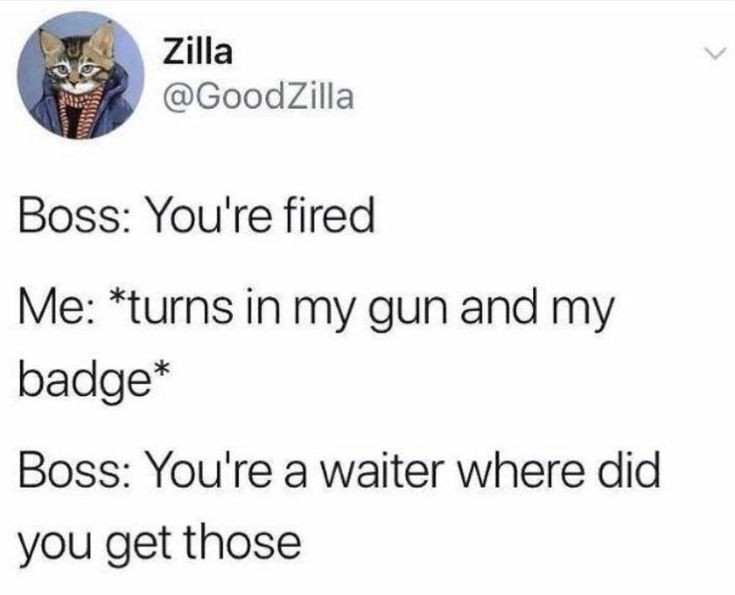 Zilla
@GoodZilla
Boss: You're fired
Me: *turns in my gun and my
badge*
Boss: You're a waiter where did
you get those